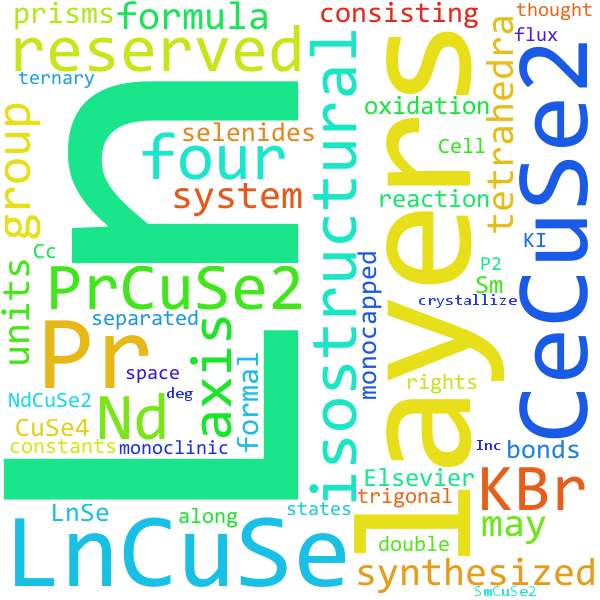 prisms
formula
consisting
thought
reserved
flux
ternary
tetrahedra
CeCuSe2
layers
isostructural
oxidation
group
selenides
four
Cell
system
reaction
Ln
KI
Cc
monocapped
P2
units
PrCuSe2
Sm
crystallize
separated
axis
Pr
space
formal
deg
rights
NdCuSe2
Nd
CuSe4
constants
monoclinic
Inc
bonds
Elsevier
KBr
trigonal
LnSe
along
states
may
LnCuSe
double
synthesized
SmCuSe2